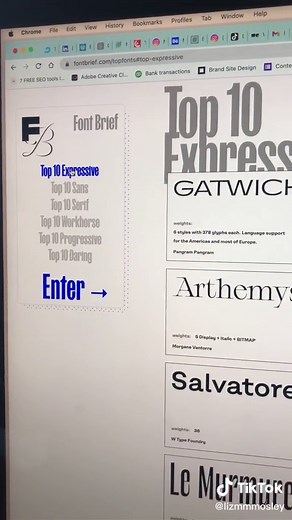 Chrome File Edit View History Bookmarks Profiles Tab Window H
fontbrief.com/topfonts#top-expressive
? FREE SEO tools I... Adobe Creative Cl... Bank transactions Brand Site Design Conte
F
B
Font Brief
Top 10 Expressive
Top 10 Sans
Top 10 Serif
Top 10 Workhorse
Top 10 Progressive
Top 10 Daring
Enter →
Top 10
Express
GATWICH
weights:
6 styles with 378 glyphs each. Language support
for the Americas and most of Europe.
Pangram Pangram
Arthemys
weights: 5 Display + Italis + BITMAP
Morgane Vantorre
Salvatore
weights:
W Type Foundry
Le Murmure
TikTok
@lizmmmosley